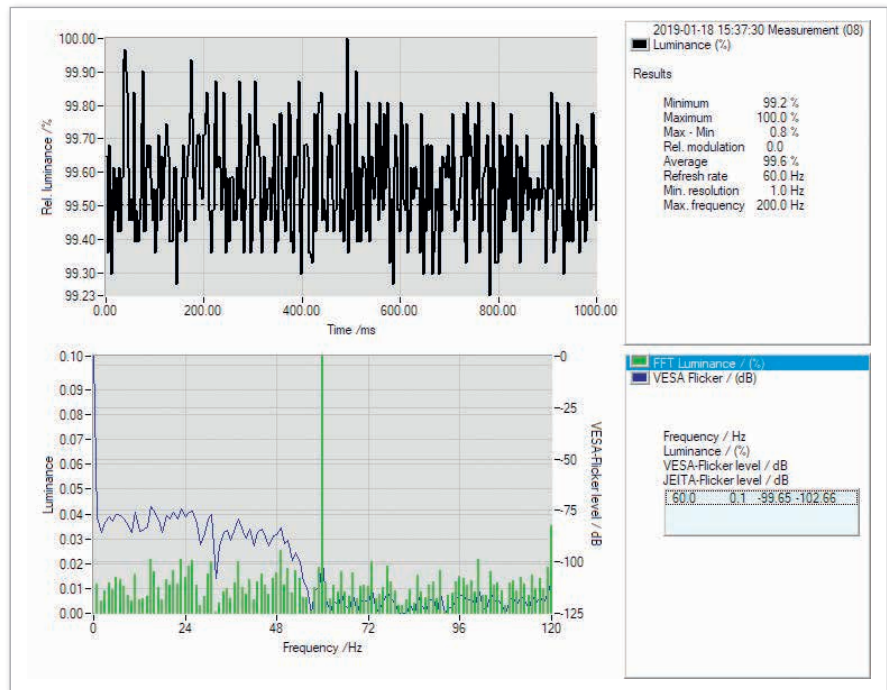 100.00
99.90
99.80
99.70
99.60
99.50
99.40
99.30
99.23
Rel. luminance /%
0.00 200.00 400.00 600.00 800.00 1000.00
Time /ms
2019-01-18 15:37:30 Measurement (08)
Luminance (%)
Results
Minimum 99.2 %
Maximum 100.0 %
Max - Min 0.8 %
Rel. modulation 0.0
Average 99.6 %
Refresh rate 60.0 Hz
Min. resolution 1.0 Hz
Max. frequency 200.0 Hz
0.10
0.09
0.08
0.07
0.06
0.05
0.04
0.03
0.02
0.01
0.00
Luminance
0 24 48 72 96 120
Frequency /Hz
-0
-25
-50
-75
-100
-125
VESA-Flicker level / dB
FFT Luminance / (%)
VESA Flicker / (dB)
Frequency / Hz
Luminance / (%)
VESA-Flicker level / dB
JEITA-Flicker level / dB
60.0 0.1 -99.65 -102.66